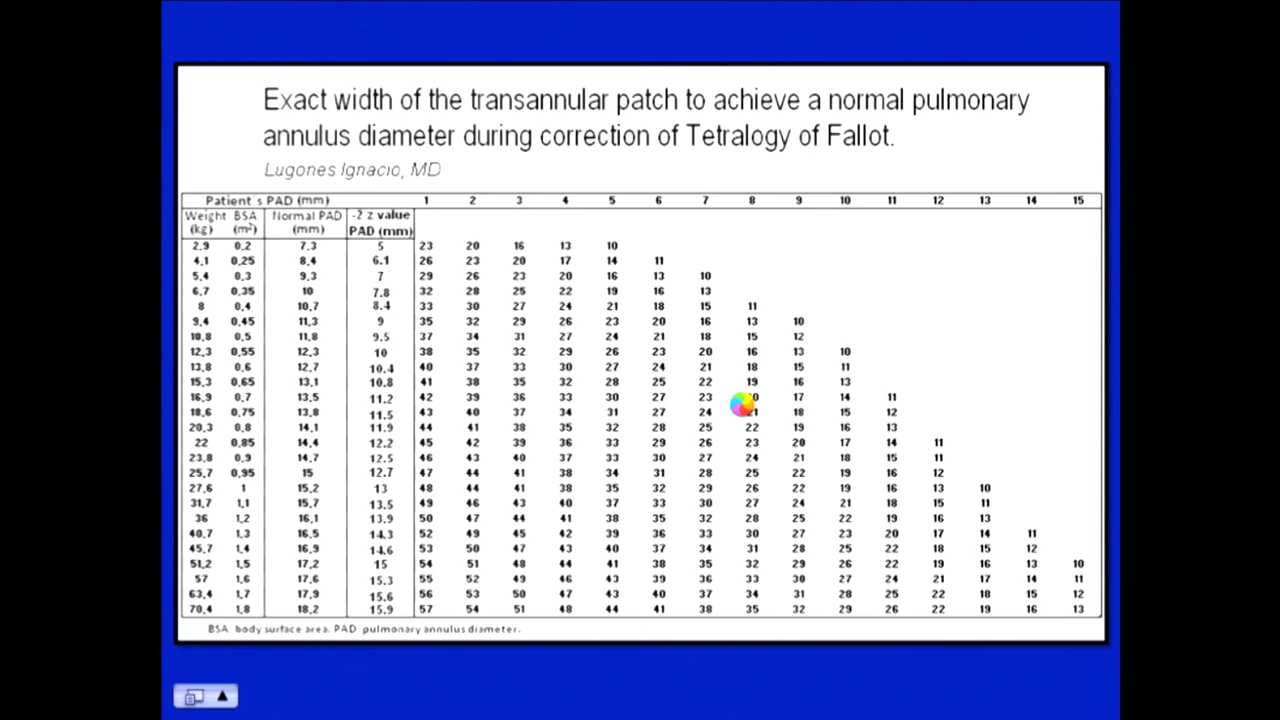 Exact width of the transannular patch to achieve a normal pulmonary
annulus diameter during correction of Tetralogy of Fallot.
Lugones Ignacio, MD
Patient´s PAD (mm) 1 2 3 4 5 6 7 8 9 10 11 12 13 14 15
Weight BSA Normal PAD -2 z value
(kg) (m²) (mm) PAD (mm)
2,9 0,2 7,3 5 23 20 16 13 10
4,1 0,25 8,4 6.1 26 23 20 17 14 11
5,4 0,3 9,3 7 29 26 23 20 16 13 10
6,7 0,35 10 7.8 32 28 25 22 19 16 13
8 0,4 10,7 8.4 33 30 27 24 21 18 15 11
9,4 0,45 11,3 9 35 32 29 26 23 20 16 13 10
10,8 0,5 11,8 9.5 37 34 31 27 24 21 18 15 12
12,3 0,55 12,3 10 38 35 32 29 26 23 20 16 13 10
13,8 0,6 12,7 10.4 40 37 33 30 27 24 21 18 15 11
15,3 0,65 13,1 10.8 41 38 35 32 28 25 22 19 16 13
16,9 0,7 13,5 11.2 42 39 36 33 30 27 23 17 14 11
18,6 0,75 13,8 11.5 43 40 37 34 31 27 24 18 15 12
20,3 0,8 14,1 11.9 44 41 38 35 32 28 25 22 19 16 13
22 0,85 14,4 12.2 45 42 39 36 33 29 26 23 20 17 14 11
23,8 0,9 14,7 12.5 46 43 40 37 33 30 27 24 21 18 15 11
25,7 0,95 15 12.7 47 44 41 38 34 31 28 25 22 19 16 12
27,6 1 15,2 13 48 44 41 38 35 32 29 26 22 19 16 13 10
31,7 1,1 15,7 13.5 49 46 43 40 37 33 30 27 24 21 18 15 11
36 1,2 16,1 13.9 50 47 44 41 38 35 32 28 25 22 19 16 13
40,7 1,3 16,5 14.3 52 49 45 42 39 36 33 30 27 23 20 17 14 11
45,7 1,4 16,9 14.6 53 50 47 43 40 37 34 31 28 25 22 18 15 12
51,2 1,5 17,2 15 54 51 48 44 41 38 35 32 29 26 22 19 16 13 10
57 1,6 17,6 15.3 55 52 49 46 43 39 36 33 30 27 24 21 17 14 11
63,4 1,7 17,9 15.6 56 53 50 47 43 40 37 34 31 28 25 22 18 15 12
70,4 1,8 18,2 15.9 57 54 51 48 44 41 38 35 32 29 26 22 19 16 13
BSA: body surface area. PAD: pulmonary annulus diameter.